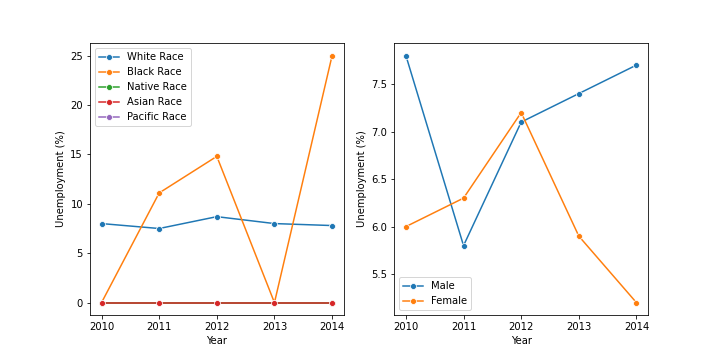 Unemployment (%)
25
20
15
10
5
0
White Race
Black Race
Native Race
Asian Race
Pacific Race
2010 2011 2012 2013 2014
Year
Unemployment (%)
7.5
7.0
6.5
6.0
5.5
Male
Female
2010 2011 2012 2013 2014
Year